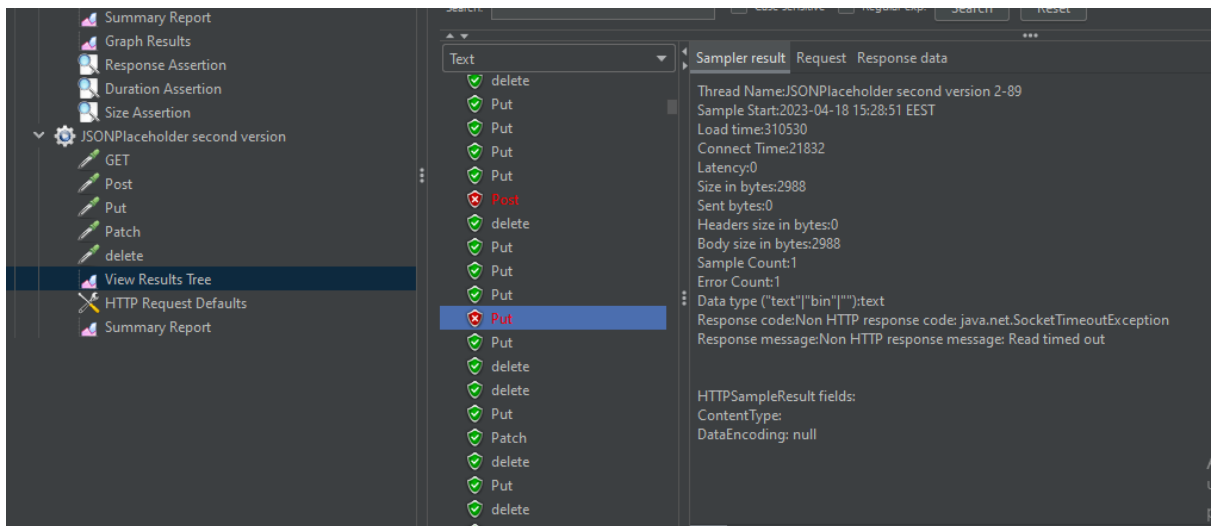 Summary Report
Graph Results
Response Assertion
Duration Assertion
Size Assertion
JSONPlaceholder second version
GET
Post
Put
Patch
delete
View Results Tree
HTTP Request Defaults
Summary Report
Search:
Case sensitive
Regular exp.
Search
Reset
Text
delete
Put
Put
Put
Put
Post
delete
Put
Put
Put
Put
Put
delete
delete
Put
Patch
delete
Put
delete
Sampler result Request Response data
Thread Name:JSONPlaceholder second version 2-89
Sample Start:2023-04-18 15:28:51 EEST
Load time:310530
Connect Time:21832
Latency:0
Size in bytes:2988
Sent bytes:0
Headers size in bytes:0
Body size in bytes:2988
Sample Count:1
Error Count:1
Data type ("text"|"bin"|""):text
Response code:Non HTTP response code: java.net.SocketTimeoutException
Response message:Non HTTP response message: Read timed out
HTTPSampleResult fields:
ContentType:
DataEncoding: null